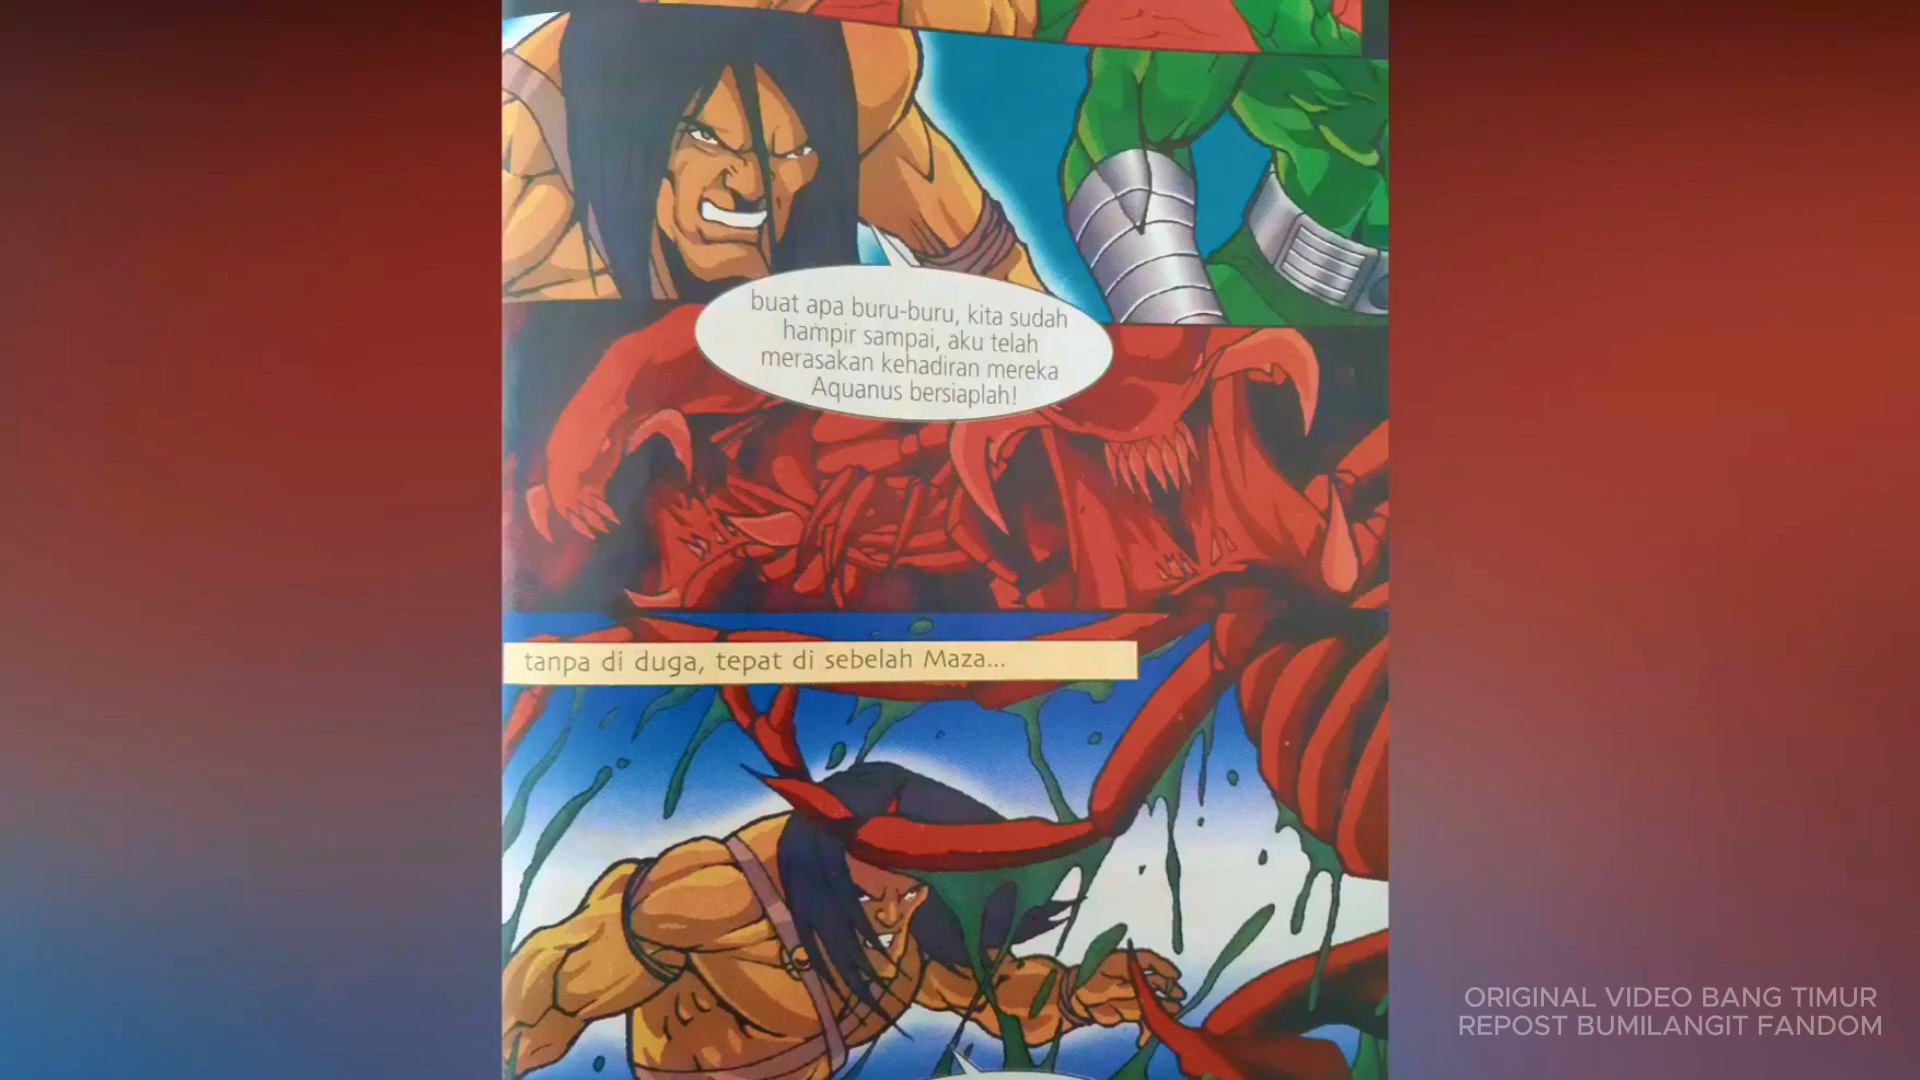 buat apa buru-buru, kita sudah
hampir sampai, aku telah
merasakan kehadiran mereka
Aquanus bersiaplah!
tanpa di duga, tepat di sebelah Maza...
ORIGINAL VIDEO BANG TIMUR
REPOST BUMILANGIT FANDOM